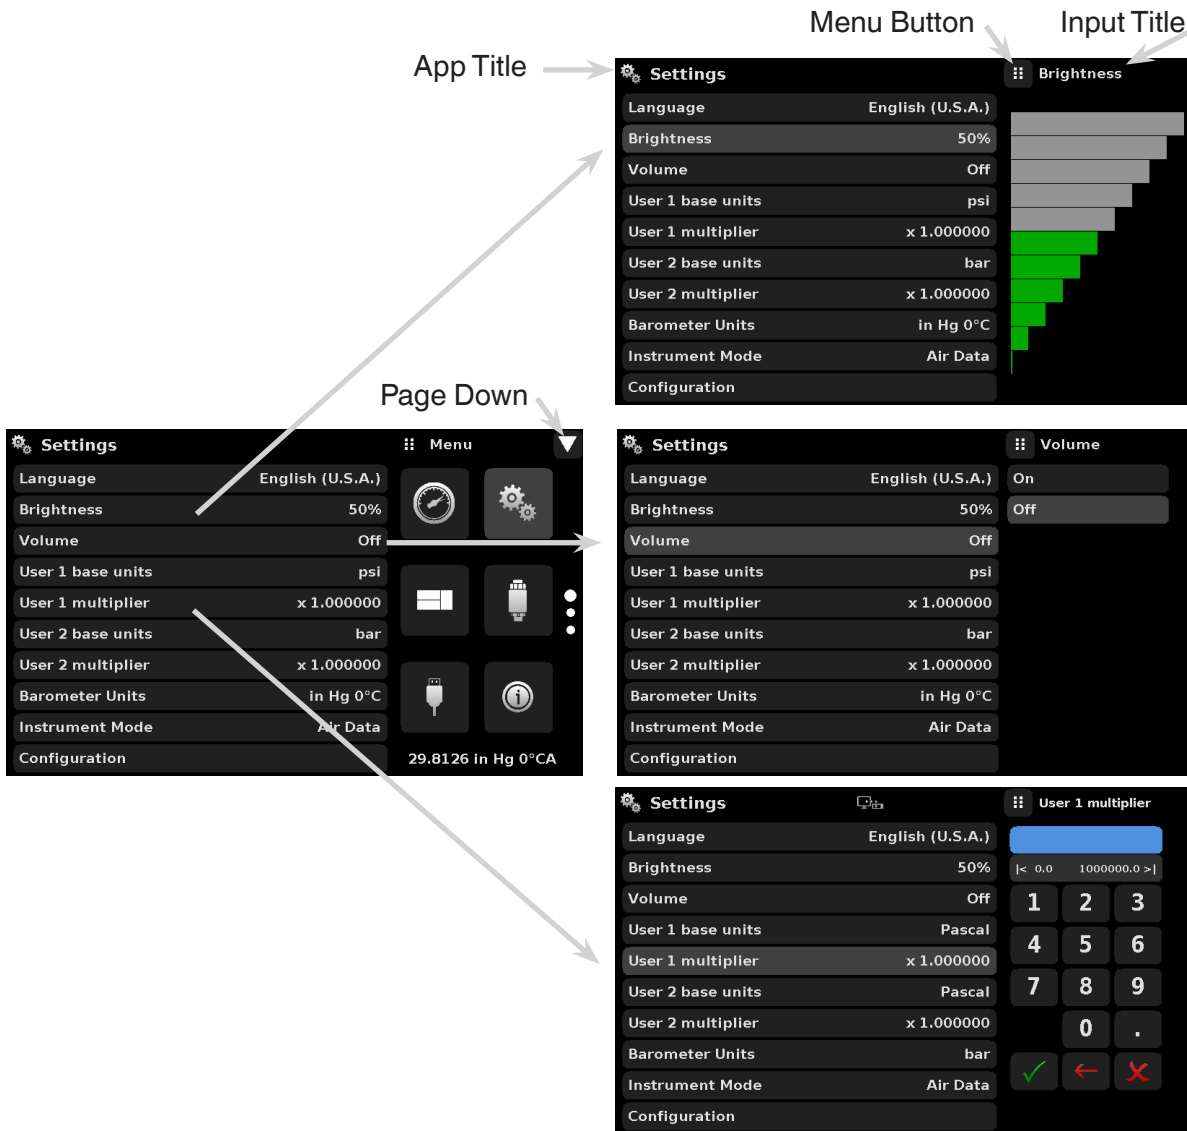 Menu Button
Input Title
App Title
Settings
Brightness
Language English (U.S.A.)
Brightness 50%
Volume Off
User 1 base units psi
User 1 multiplier x 1.000000
User 2 base units bar
User 2 multiplier x 1.000000
Barometer Units in Hg 0°C
Instrument Mode Air Data
Configuration
Page Down
Settings
Menu
Language English (U.S.A.)
Brightness 50%
Volume Off
User 1 base units psi
User 1 multiplier x 1.000000
User 2 base units bar
User 2 multiplier x 1.000000
Barometer Units in Hg 0°C
Instrument Mode Air Data
Configuration
29.8126 in Hg 0°CA
Settings
Volume
Language English (U.S.A.)
Brightness 50%
Volume Off
User 1 base units psi
User 1 multiplier x 1.000000
User 2 base units bar
User 2 multiplier x 1.000000
Barometer Units in Hg 0°C
Instrument Mode Air Data
Configuration
On
Off
Settings
User 1 multiplier
Language English (U.S.A.)
Brightness 50%
Volume Off
User 1 base units Pascal
User 1 multiplier x 1.000000
User 2 base units Pascal
User 2 multiplier x 1.000000
Barometer Units bar
Instrument Mode Air Data
Configuration
|< 0.0 1000000.0 >|
1 2 3
4 5 6
7 8 9
0 .